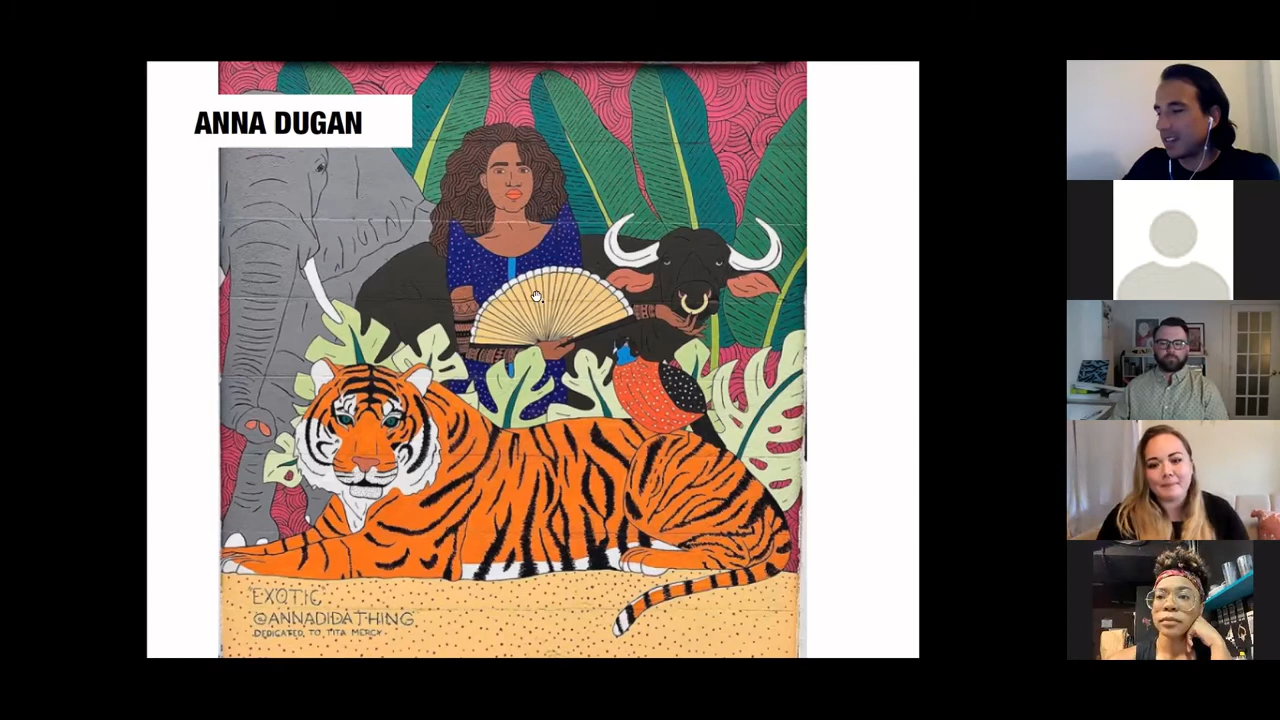 ANNA DUGAN
"EXOTIC"
@ANNADIDATHING
DEDICATED TO TITA MERCY